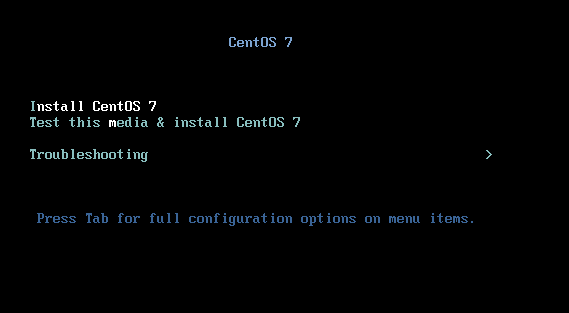 CentOS 7
Install CentOS 7
Test this media & install CentOS 7
Troubleshooting >
Press Tab for full configuration options on menu items.